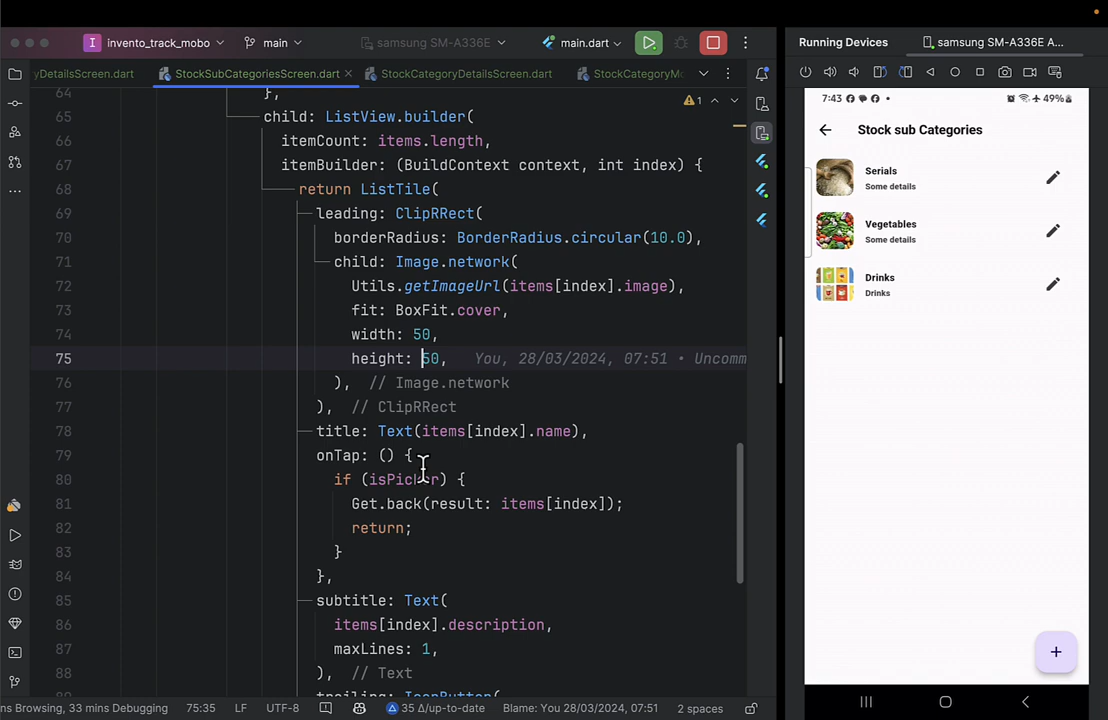 invento_track_mobo
main
samsung SM-A336E
main.dart
Running Devices
samsung SM-A336E A...
yDetailsScreen.dart
StockSubCategoriesScreen.dart
StockCategoryDetailsScreen.dart
StockCategoryMo
64 },
65 child: ListView.builder(
66 itemCount: items.length,
67 itemBuilder: (BuildContext context, int index) {
68 return ListTile(
69 leading: ClipRRect(
70 borderRadius: BorderRadius.circular(10.0),
71 child: Image.network(
72 Utils.getImageUrl(items[index].image),
73 fit: BoxFit.cover,
74 width: 50,
75 height: 50, You, 28/03/2024, 07:51 • Uncomm
76 ), // Image.network
77 ), // ClipRRect
78 title: Text(items[index].name),
79 onTap: () {
80 if (isPicker) {
81 Get.back(result: items[index]);
82 return;
83 }
84 },
85 subtitle: Text(
86 items[index].description,
87 maxLines: 1,
88 ), // Text
89 trailing: IconButton(
1
ns Browsing, 33 mins Debugging
75:35
LF
UTF-8
35 Δ/up-to-date
Blame: You 28/03/2024, 07:51
2 spaces
7:43
49%
Stock sub Categories
Serials
Some details
Vegetables
Some details
Drinks
Drinks
+